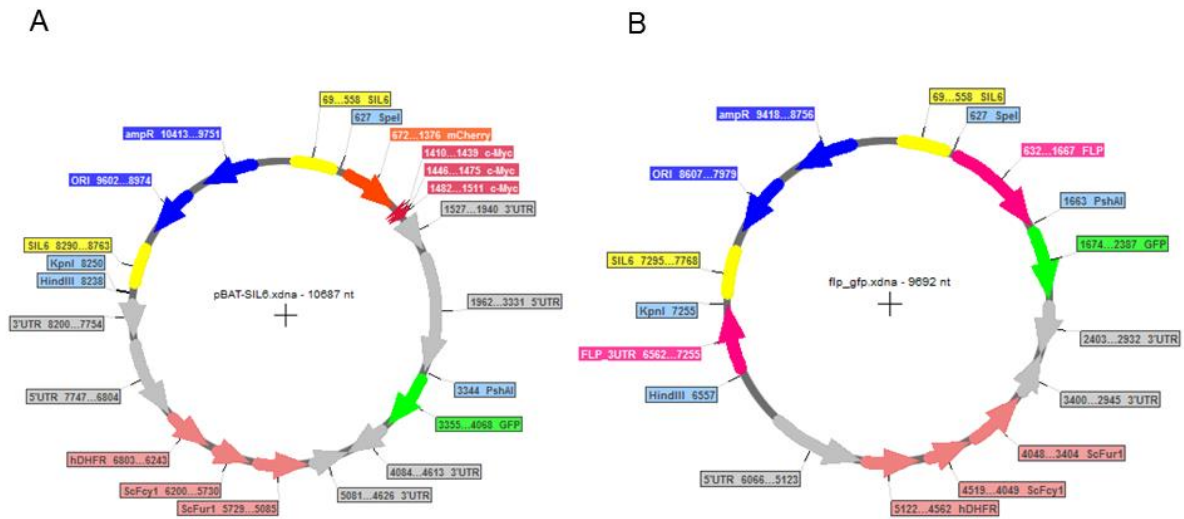 A
69...558 SIL6
627 SpeI
672...1376 mCherry
1410...1439 c-Myc
1446...1475 c-Myc
1482...1511 c-Myc
1527...1940 3'UTR
1962...3331 5'UTR
3344 PshAI
3355...4068 GFP
4084...4613 3'UTR
5081...4626 3'UTR
ScFur1 5729...5085
ScFcy1 6200...5730
hDHFR 6803...6243
5'UTR 7747...6804
3'UTR 8200...7754
HindIII 8238
KpnI 8250
SIL6 8290...8763
ORI 9602...8974
ampR 10413...9751
pBAT-SIL6.xdna - 10687 nt
B
69...558 SIL6
627 SpeI
632...1667 FLP
1663 PshAI
1674...2387 GFP
2403...2932 3'UTR
3400...2945 3'UTR
4048...3404 ScFur1
4519...4049 ScFcy1
5122...4562 hDHFR
5'UTR 6066...5123
HindIII 6557
FLP_3UTR 6562...7255
KpnI 7255
SIL6 7295...7768
ORI 8607...7979
ampR 9418...8756
flp_gfp.xdna - 9692 nt